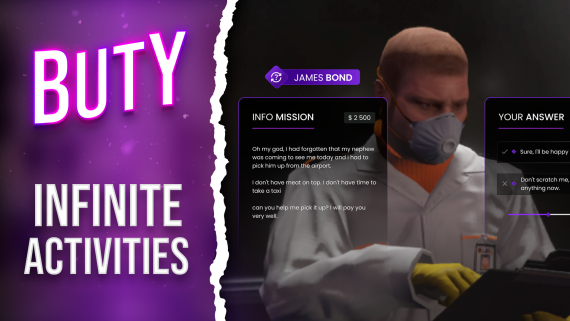 BUTY
INFINITE
ACTIVITIES
JAMES BOND
INFO MISSION
$ 2 500
Oh my god, I had forgotten that my nephew
was coming to see me today and i had to
pick him up from the airport.
I don't have meat on top. I don't have time to
take a taxi
can you help me pick it up? I will pay you
very well.
YOUR ANSWER
Sure, I'll be happy
Don't scratch me,
anything now.